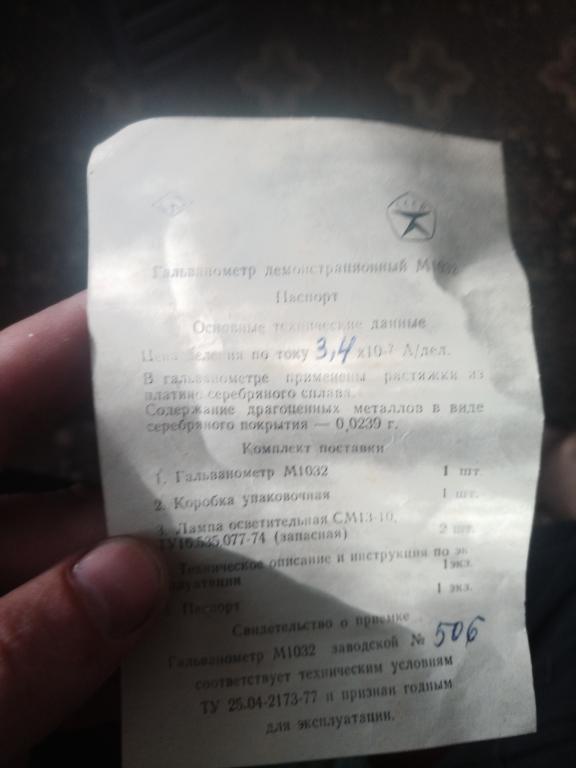 СССР
Гальванометр демонстрационный М1032
Паспорт
Основные технические данные
Цена деления по току 3,4 х10-7 А/дел.
В гальванометре применены растяжки из
платино-серебряного сплава.
Содержание драгоценных металлов в виде
серебряного покрытия — 0,0239 г.
Комплект поставки
1. Гальванометр М1032 1 шт.
2. Коробка упаковочная 1 шт.
3. Лампа осветительная СМ13-10, 2 шт.
ТУ16.535.077-74 (запасная)
Техническое описание и инструкция по эк
плуатации 1экз.
Паспорт 1 экз.
Свидетельство о приемке
Гальванометр М1032 заводской № 506
соответствует техническим условиям
ТУ 25.04-2173-77 и признан годным
для эксплуатации.